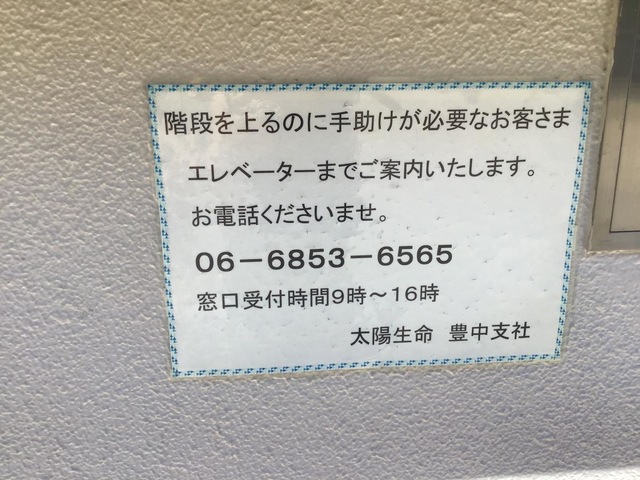 階段を上るのに手助けが必要なお客さま
エレベーターまでご案内いたします。
お電話くださいませ。
06－6853－6565
窓口受付時間9時～16時
太陽生命 豊中支社